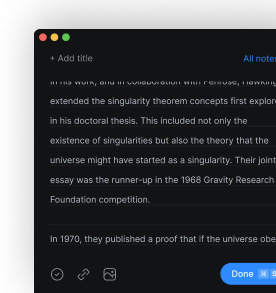 + Add title
All notes
in his work, and in collaboration with Penrose, Hawking
extended the singularity theorem concepts first explor
in his doctoral thesis. This included not only the
existence of singularities but also the theory that the
universe might have started as a singularity. Their joint
essay was the runner-up in the 1968 Gravity Research
Foundation competition.
In 1970, they published a proof that if the universe obe
Done ⌘ S